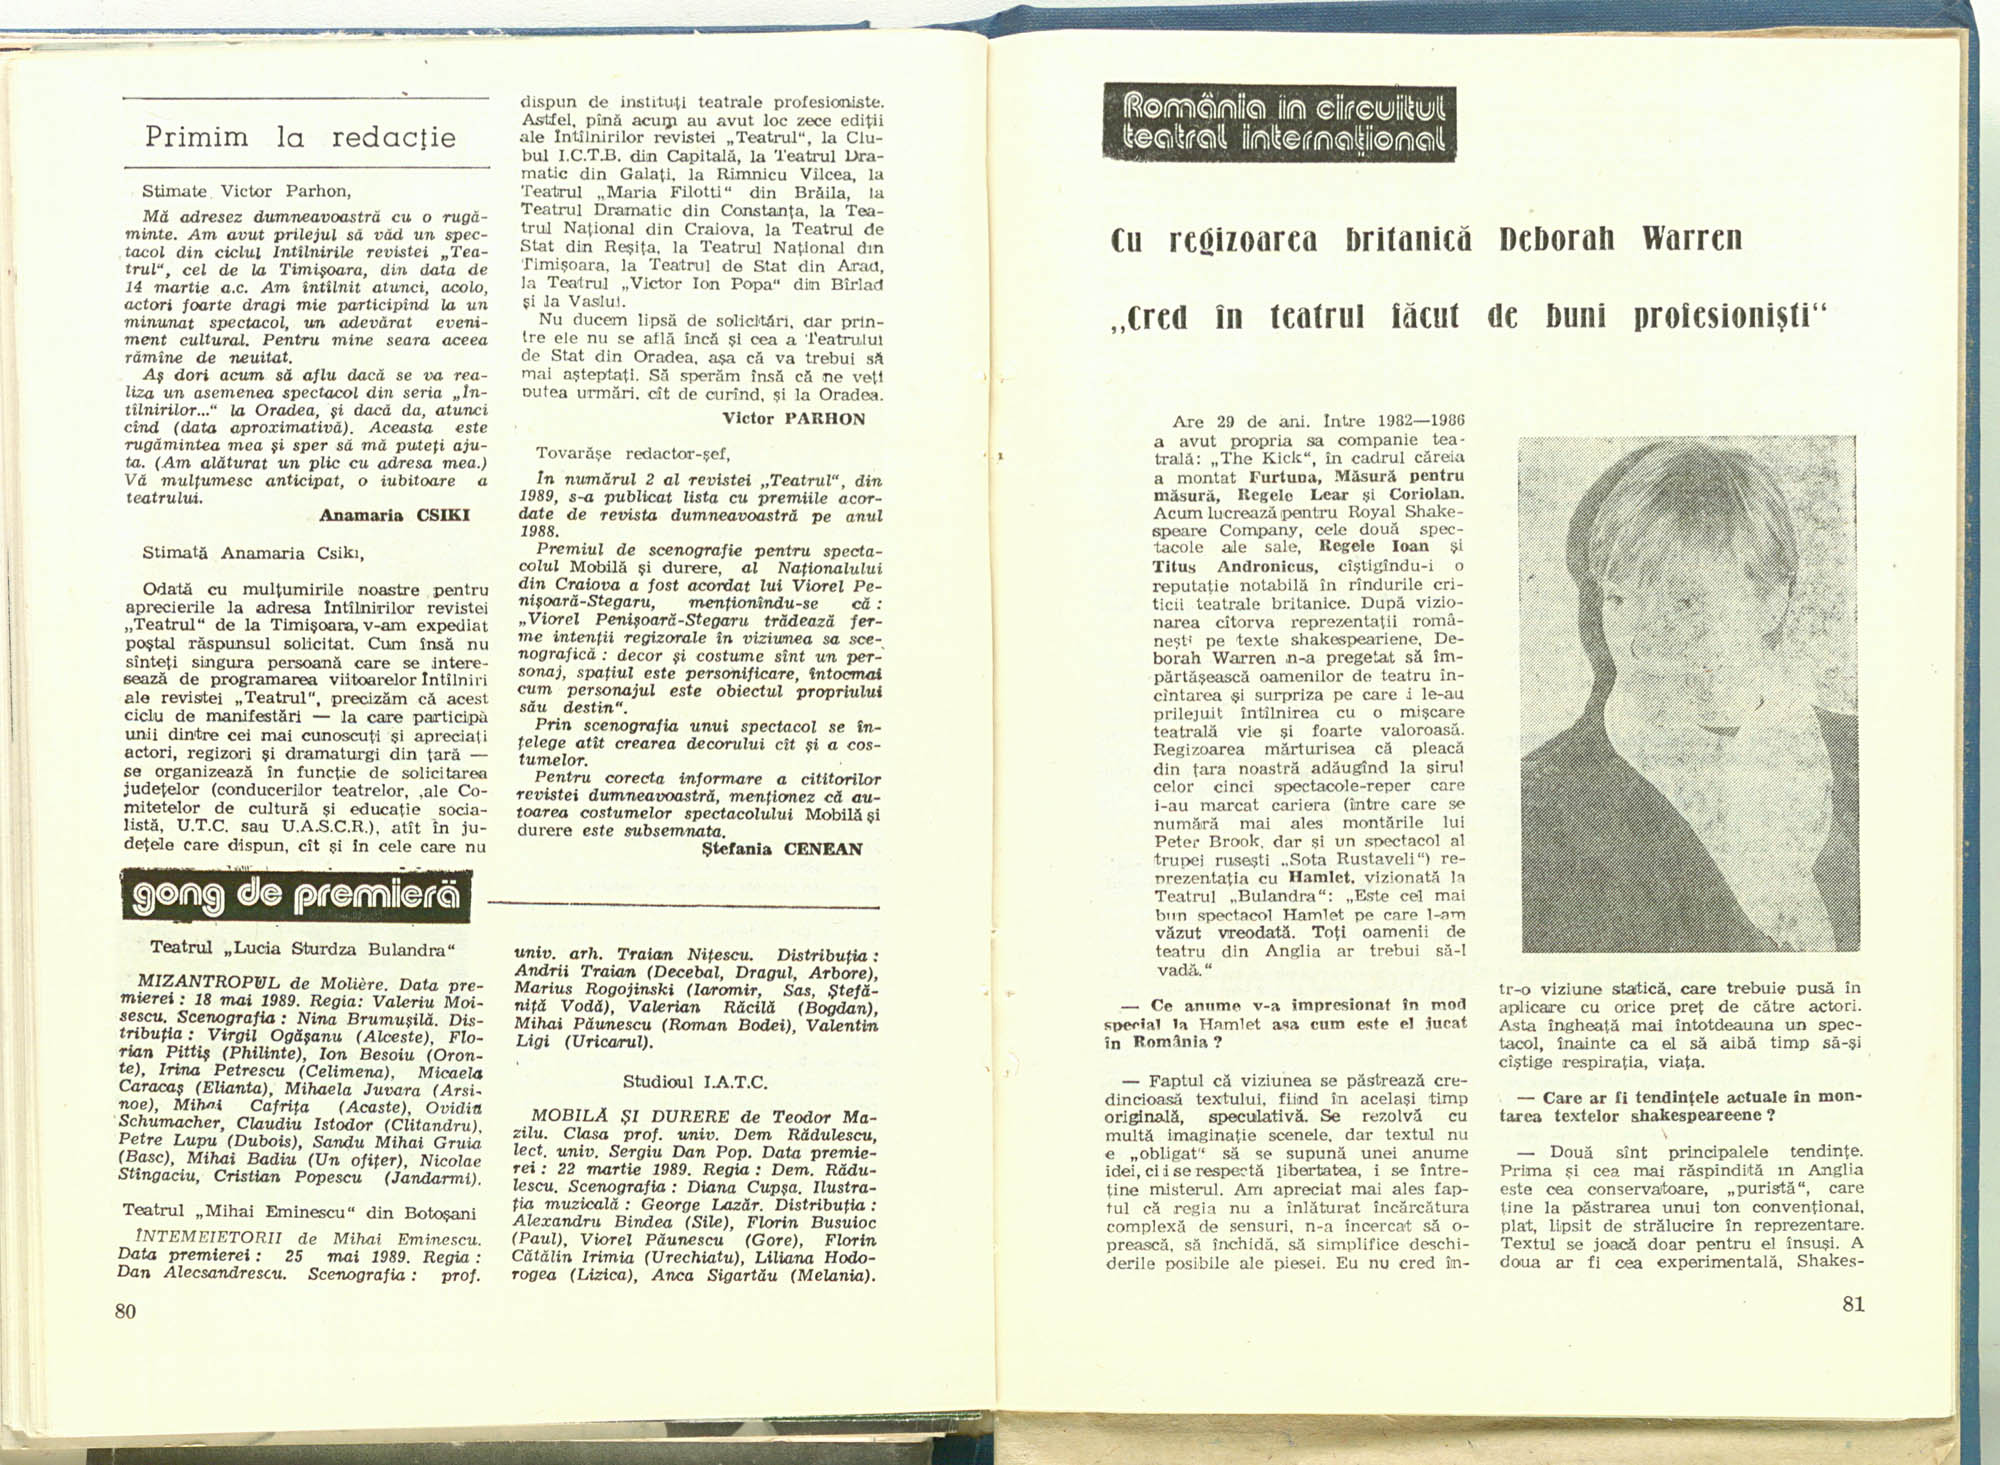 Primim la redacție
Stimate Victor Parhon,
Mă adresez dumneavoastră cu o rugă-
minte. Am avut prilejul să văd un spec-
tacol din ciclul Întîlnirile revistei „Tea-
trul“, cel de la Timișoara, din data de
14 martie a.c. Am întîlnit atunci, acolo,
actori foarte dragi mie participînd la un
minunat spectacol, un adevărat eveni-
ment cultural. Pentru mine seara aceea
rămîne de neuitat.
Aș dori acum să aflu dacă se va rea-
liza un asemenea spectacol din seria „În-
tîlnirilor...“ la Oradea, și dacă da, atunci
cînd (data aproximativă). Aceasta este
rugămintea mea și sper să mă puteți aju-
ta. (Am alăturat un plic cu adresa mea.)
Vă mulțumesc anticipat, o iubitoare a
teatrului.
Anamaria CSIKI
Stimată Anamaria Csiki,
Odată cu mulțumirile noastre pentru
aprecierile la adresa Întîlnirilor revistei
„Teatrul“ de la Timișoara, v-am expediat
poștal răspunsul solicitat. Cum însă nu
sînteți singura persoană care se intere-
sează de programarea viitoarelor Întîlniri
ale revistei „Teatrul“, precizăm că acest
ciclu de manifestări — la care participă
unii dintre cei mai cunoscuți și apreciați
actori, regizori și dramaturgi din țară —
se organizează în funcție de solicitarea
județelor (conducerilor teatrelor, ale Co-
mitetelor de cultură și educație socia-
listă, U.T.C. sau U.A.S.C.R.), atît în ju-
dețele care dispun, cît și în cele care nu
dispun de instituți teatrale profesioniste.
Astfel, pînă acum au avut loc zece ediții
ale Întîlnirilor revistei „Teatrul“, la Clu-
bul I.C.T.B. din Capitală, la Teatrul Dra-
matic din Galați, la Rîmnicu Vîlcea, la
Teatrul „Maria Filotti“ din Brăila, la
Teatrul Dramatic din Constanța, la Tea-
trul Național din Craiova, la Teatrul de
Stat din Reșița, la Teatrul Național din
Timișoara, la Teatrul de Stat din Arad,
la Teatrul „Victor Ion Popa“ din Bîrlad
și la Vaslui.
Nu ducem lipsă de solicitări, dar prin-
tre ele nu se află încă și cea a Teatrului
de Stat din Oradea, așa că va trebui să
mai așteptați. Să sperăm însă că ne veți
putea urmări, cît de curînd, și la Oradea.
Victor PARHON
Tovarășe redactor-șef,
În numărul 2 al revistei „Teatrul“, din
1989, s-a publicat lista cu premiile acor-
date de revista dumneavoastră pe anul
1988.
Premiul de scenografie pentru specta-
colul Mobilă și durere, al Naționalului
din Craiova a fost acordat lui Viorel Pe-
nișoară-Stegaru, menționîndu-se că :
„Viorel Penișoară-Stegaru trădează fer-
me intenții regizorale în viziunea sa sce-
nografică : decor și costume sînt un per-
sonaj, spațiul este personificare, întocmai
cum personajul este obiectul propriului
său destin“.
Prin scenografia unui spectacol se în-
țelege atît crearea decorului cît și a cos-
tumelor.
Pentru corecta informare a cititorilor
revistei dumneavoastră, menționez că au-
toarea costumelor spectacolului Mobilă și
durere este subsemnata.
Ștefania CENEAN
gong de premieră
Teatrul „Lucia Sturdza Bulandra“
MIZANTROPUL de Molière. Data pre-
mierei : 18 mai 1989. Regia: Valeriu Moi-
sescu. Scenografia : Nina Brumușilă. Dis-
tribuția : Virgil Ogășanu (Alceste), Flo-
rian Pittiș (Philinte), Ion Besoiu (Oron-
te), Irina Petrescu (Celimena), Micaela
Caracaș (Elianta), Mihaela Juvara (Arsi-
noe), Mihai Cafrița (Acaste), Ovidiu
Schumacher, Claudiu Istodor (Clitandru),
Petre Lupu (Dubois), Sandu Mihai Gruia
(Basc), Mihai Badiu (Un ofițer), Nicolae
Stîngaciu, Cristian Popescu (Jandarmi).
Teatrul „Mihai Eminescu“ din Botoșani
ÎNTEMEIETORII de Mihai Eminescu.
Data premierei : 25 mai 1989. Regia :
Dan Alecsandrescu. Scenografia : prof.
univ. arh. Traian Nițescu. Distribuția :
Andrii Traian (Decebal, Dragul, Arbore),
Marius Rogojinski (Iaromir, Sas, Ștefă-
niță Vodă), Valerian Răcilă (Bogdan),
Mihai Păunescu (Roman Bodei), Valentin
Ligi (Uricarul).
Studioul I.A.T.C.
MOBILĂ ȘI DURERE de Teodor Ma-
zilu. Clasa prof. univ. Dem Rădulescu,
lect. univ. Sergiu Dan Pop. Data premie-
rei : 22 martie 1989. Regia : Dem. Rădu-
lescu. Scenografia : Diana Cupșa. Ilustra-
ția muzicală : George Lazăr. Distribuția :
Alexandru Bindea (Sile), Florin Busuioc
(Paul), Viorel Păunescu (Gore), Florin
Cătălin Irimia (Urechiatu), Liliana Hodo-
rogea (Lizica), Anca Sigartău (Melania).
80
România în circuitul
teatral internațional
Cu regizoarea britanică Deborah Warren
„Cred în teatrul făcut de buni profesioniști“
Are 29 de ani. Între 1982—1986
a avut propria sa companie tea-
trală: „The Kick“, în cadrul căreia
a montat Furtuna, Măsură pentru
măsură, Regele Lear și Coriolan.
Acum lucrează pentru Royal Shake-
speare Company, cele două spec-
tacole ale sale, Regele Ioan și
Titus Andronicus, cîștigîndu-i o
reputație notabilă în rîndurile cri-
ticii teatrale britanice. După vizio-
narea cîtorva reprezentații româ-
nești pe texte shakespeariene, De-
borah Warren n-a pregetat să îm-
părtășească oamenilor de teatru în-
cîntarea și surpriza pe care i le-au
prilejuit întîlnirea cu o mișcare
teatrală vie și foarte valoroasă.
Regizoarea mărturisea că pleacă
din țara noastră adăugînd la șirul
celor cinci spectacole-reper care
i-au marcat cariera (între care se
numără mai ales montările lui
Peter Brook, dar și un spectacol al
trupei rusești „Sota Rustaveli“) re-
prezentația cu Hamlet, vizionată la
Teatrul „Bulandra“: „Este cel mai
bun spectacol Hamlet pe care l-am
văzut vreodată. Toți oamenii de
teatru din Anglia ar trebui să-l
vadă.“
— Ce anume v-a impresionat în mod
special la Hamlet așa cum este el jucat
în România ?
— Faptul că viziunea se păstrează cre-
dincioasă textului, fiind în același timp
originală, speculativă. Se rezolvă cu
multă imaginație scenele, dar textul nu
e „obligat“ să se supună unei anume
idei, ci i se respectă libertatea, i se între-
ține misterul. Am apreciat mai ales fap-
tul că regia nu a înlăturat încărcătura
complexă de sensuri, n-a încercat să o-
prească, să închidă, să simplifice deschi-
derile posibile ale piesei. Eu nu cred în-
tr-o viziune statică, care trebuie pusă în
aplicare cu orice preț de către actori.
Asta îngheață mai întotdeauna un spec-
tacol, înainte ca el să aibă timp să-și
cîștige respirația, viața.
— Care ar fi tendințele actuale în mon-
tarea textelor shakespeareene ?
— Două sînt principalele tendințe.
Prima și cea mai răspîndită în Anglia
este cea conservatoare, „puristă“, care
ține la păstrarea unui ton convențional,
plat, lipsit de strălucire în reprezentare.
Textul se joacă doar pentru el însuși. A
doua ar fi cea experimentală, Shakes-
81